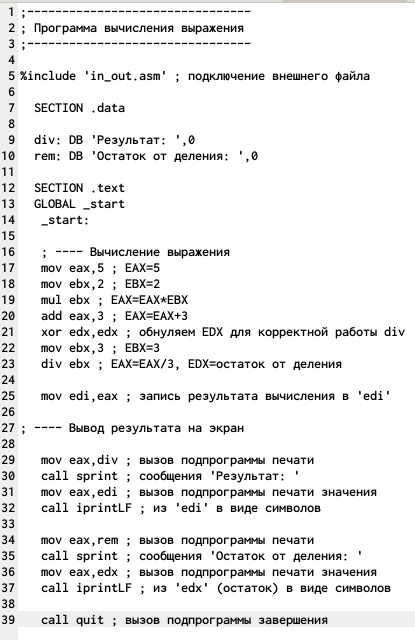 1 ;--------------------------------
2 ; Программа вычисления выражения
3 ;--------------------------------
4
5 %include 'in_out.asm' ; подключение внешнего файла
6
7 SECTION .data
8
9 div: DB 'Результат: ',0
10 rem: DB 'Остаток от деления: ',0
11
12 SECTION .text
13 GLOBAL _start
14 _start:
15
16 ; ---- Вычисление выражения
17 mov eax,5 ; EAX=5
18 mov ebx,2 ; EBX=2
19 mul ebx ; EAX=EAX*EBX
20 add eax,3 ; EAX=EAX+3
21 xor edx,edx ; обнуляем EDX для корректной работы div
22 mov ebx,3 ; EBX=3
23 div ebx ; EAX=EAX/3, EDX=остаток от деления
24
25 mov edi,eax ; запись результата вычисления в 'edi'
26
27 ; ---- Вывод результата на экран
28
29 mov eax,div ; вызов подпрограммы печати
30 call sprint ; сообщения 'Результат: '
31 mov eax,edi ; вызов подпрограммы печати значения
32 call iprintLF ; из 'edi' в виде символов
33
34 mov eax,rem ; вызов подпрограммы печати
35 call sprint ; сообщения 'Остаток от деления: '
36 mov eax,edx ; вызов подпрограммы печати значения
37 call iprintLF ; из 'edx' (остаток) в виде символов
38
39 call quit ; вызов подпрограммы завершения